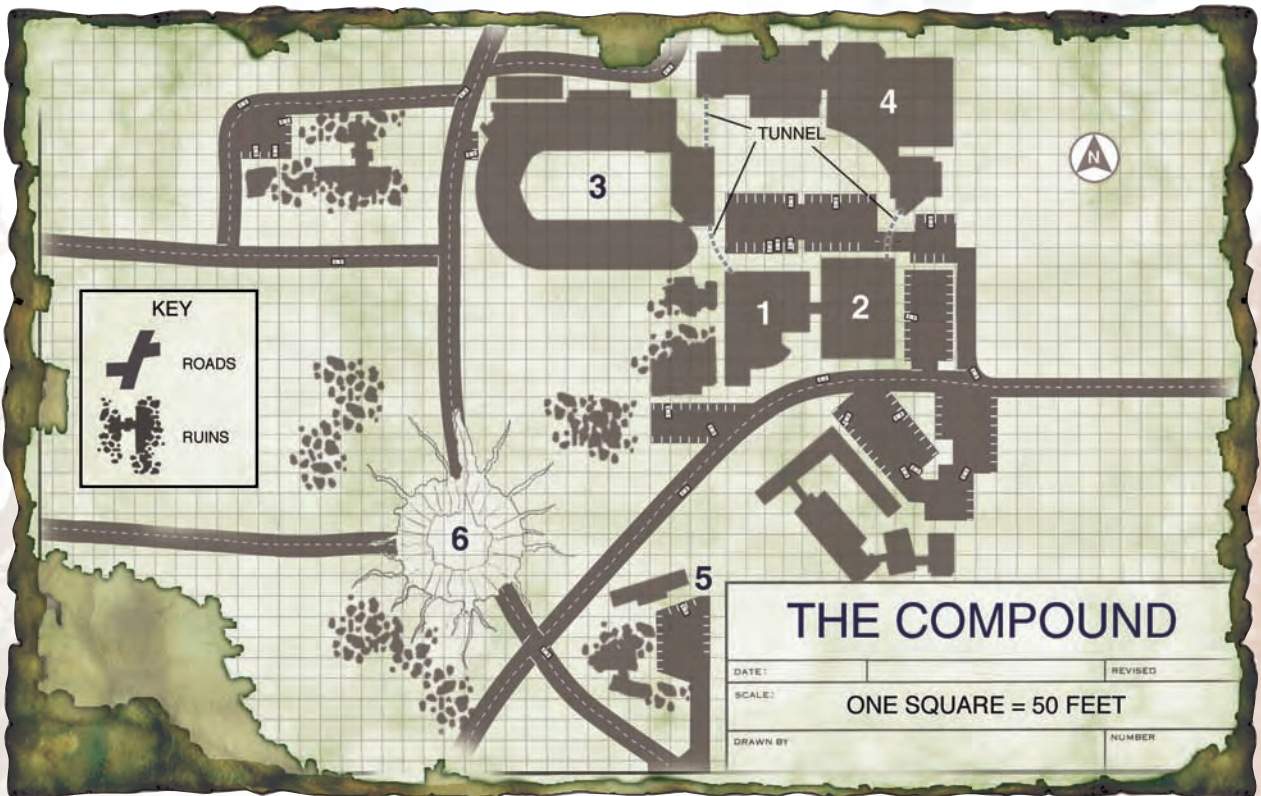 4
TUNNEL
N
3
1
2
KEY
ROADS
RUINS
6
5
THE COMPOUND
DATE:
REVISED
SCALE:
ONE SQUARE = 50 FEET
DRAWN BY
NUMBER